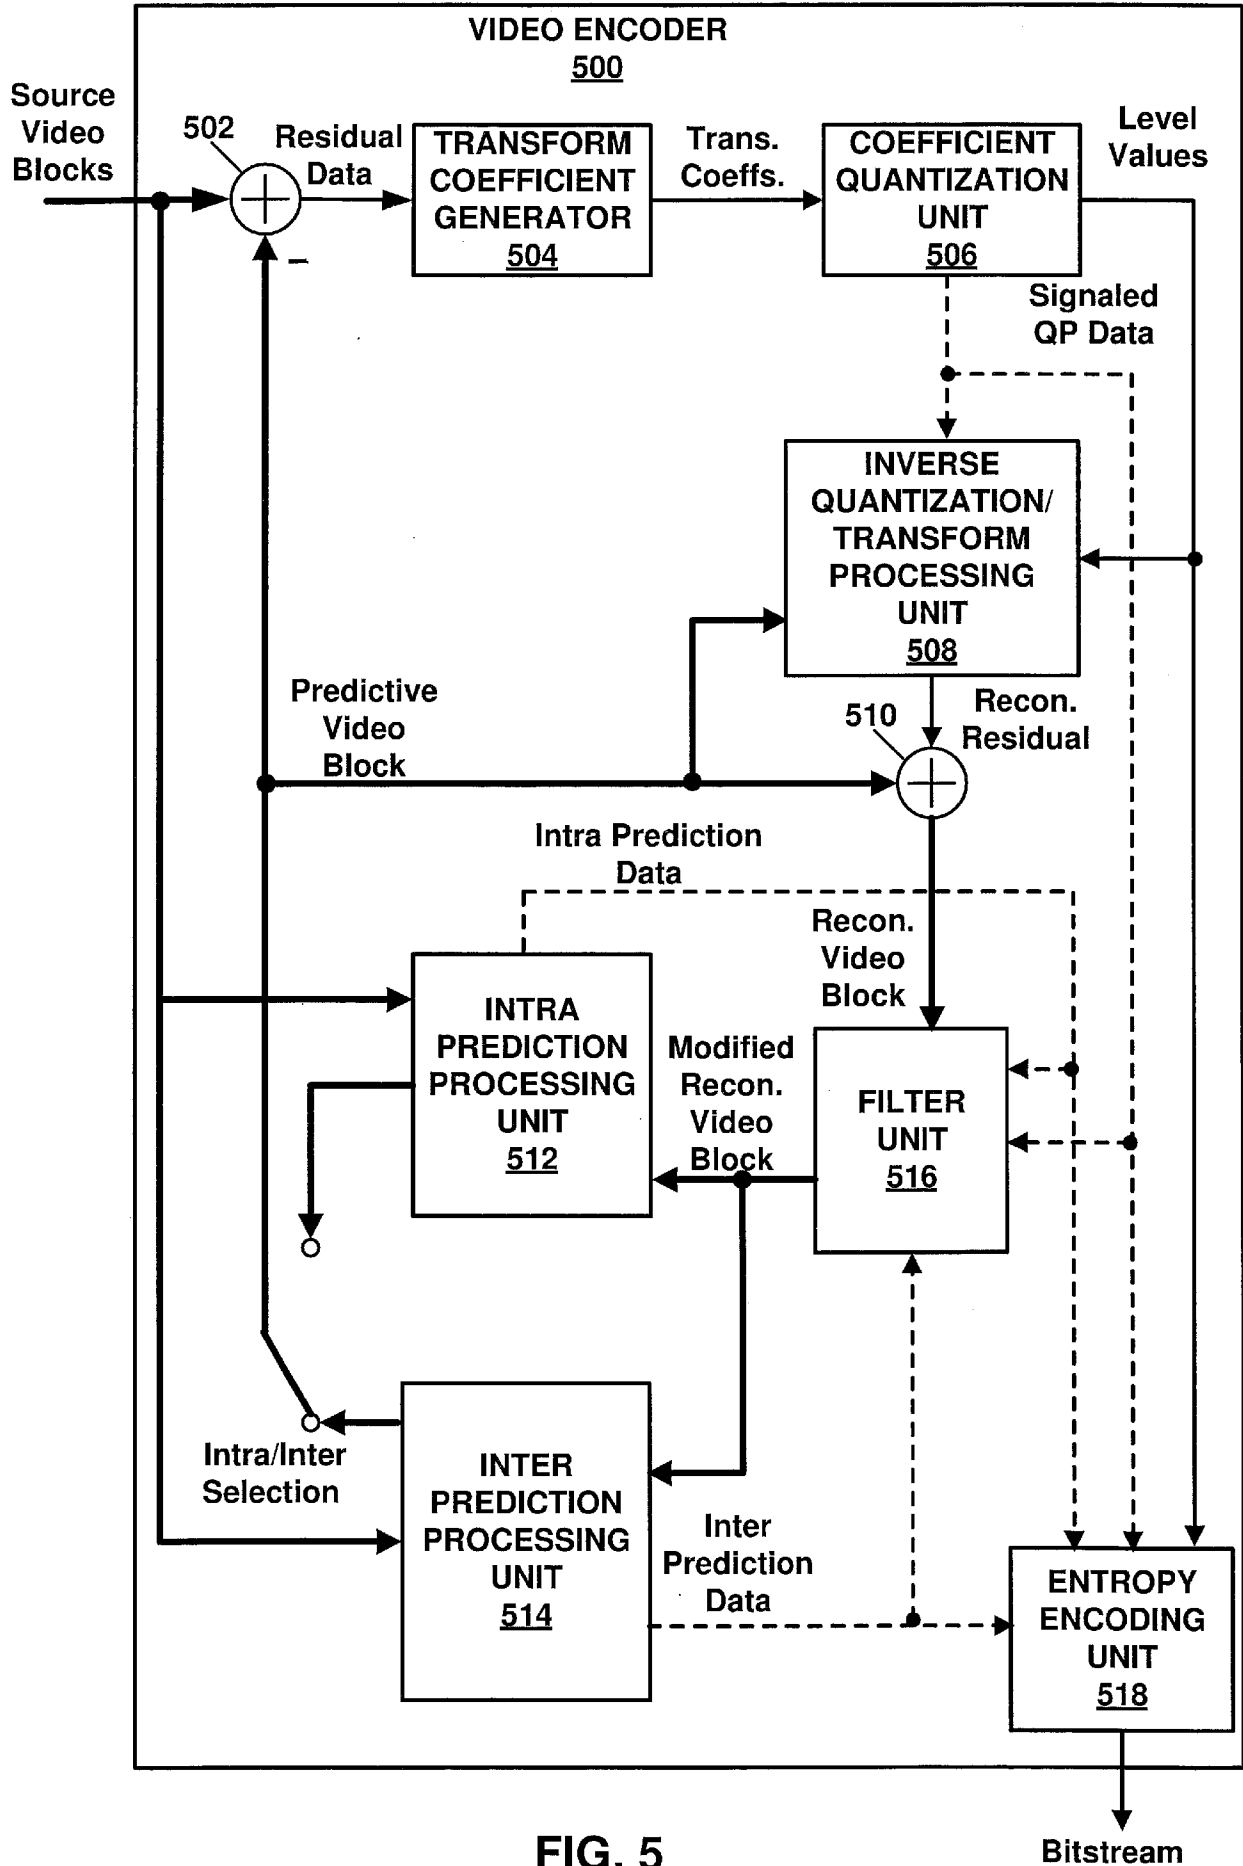 VIDEO ENCODER
500
Source
Video
Blocks
502
Residual
Data
TRANSFORM
COEFFICIENT
GENERATOR
504
Trans.
Coeffs.
COEFFICIENT
QUANTIZATION
UNIT
506
Level
Values
–
Signaled
QP Data
INVERSE
QUANTIZATION/
TRANSFORM
PROCESSING
UNIT
508
Predictive
Video
Block
510
Recon.
Residual
Intra Prediction
Data
Recon.
Video
Block
INTRA
PREDICTION
PROCESSING
UNIT
512
Modified
Recon.
Video
Block
FILTER
UNIT
516
Intra/Inter
Selection
INTER
PREDICTION
PROCESSING
UNIT
514
Inter
Prediction
Data
ENTROPY
ENCODING
UNIT
518
FIG. 5
Bitstream